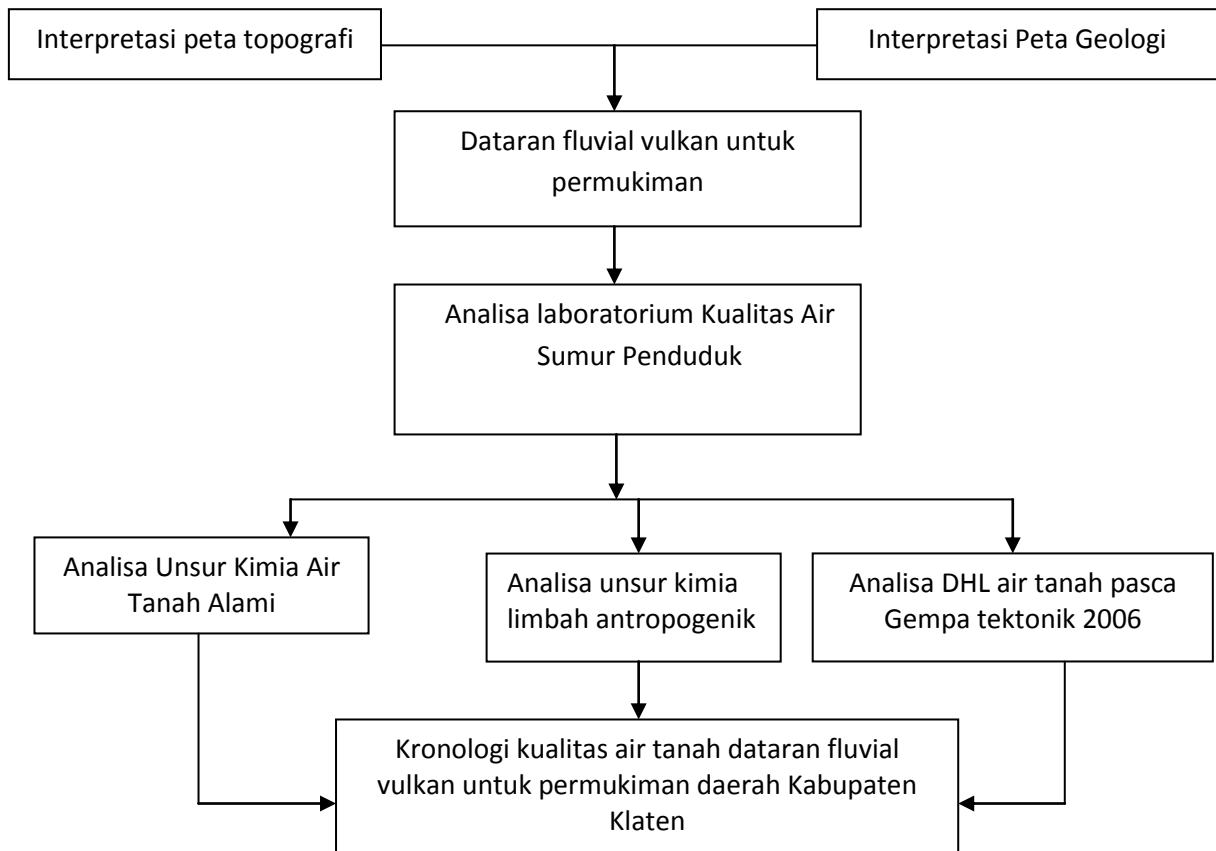 Interpretasi peta topografi
Interpretasi Peta Geologi
Dataran fluvial vulkan untuk
permukiman
Analisa laboratorium Kualitas Air
Sumur Penduduk
Analisa Unsur Kimia Air
Tanah Alami
Analisa unsur kimia
limbah antropogenik
Analisa DHL air tanah pasca
Gempa tektonik 2006
Kronologi kualitas air tanah dataran fluvial
vulkan untuk permukiman daerah Kabupaten
Klaten